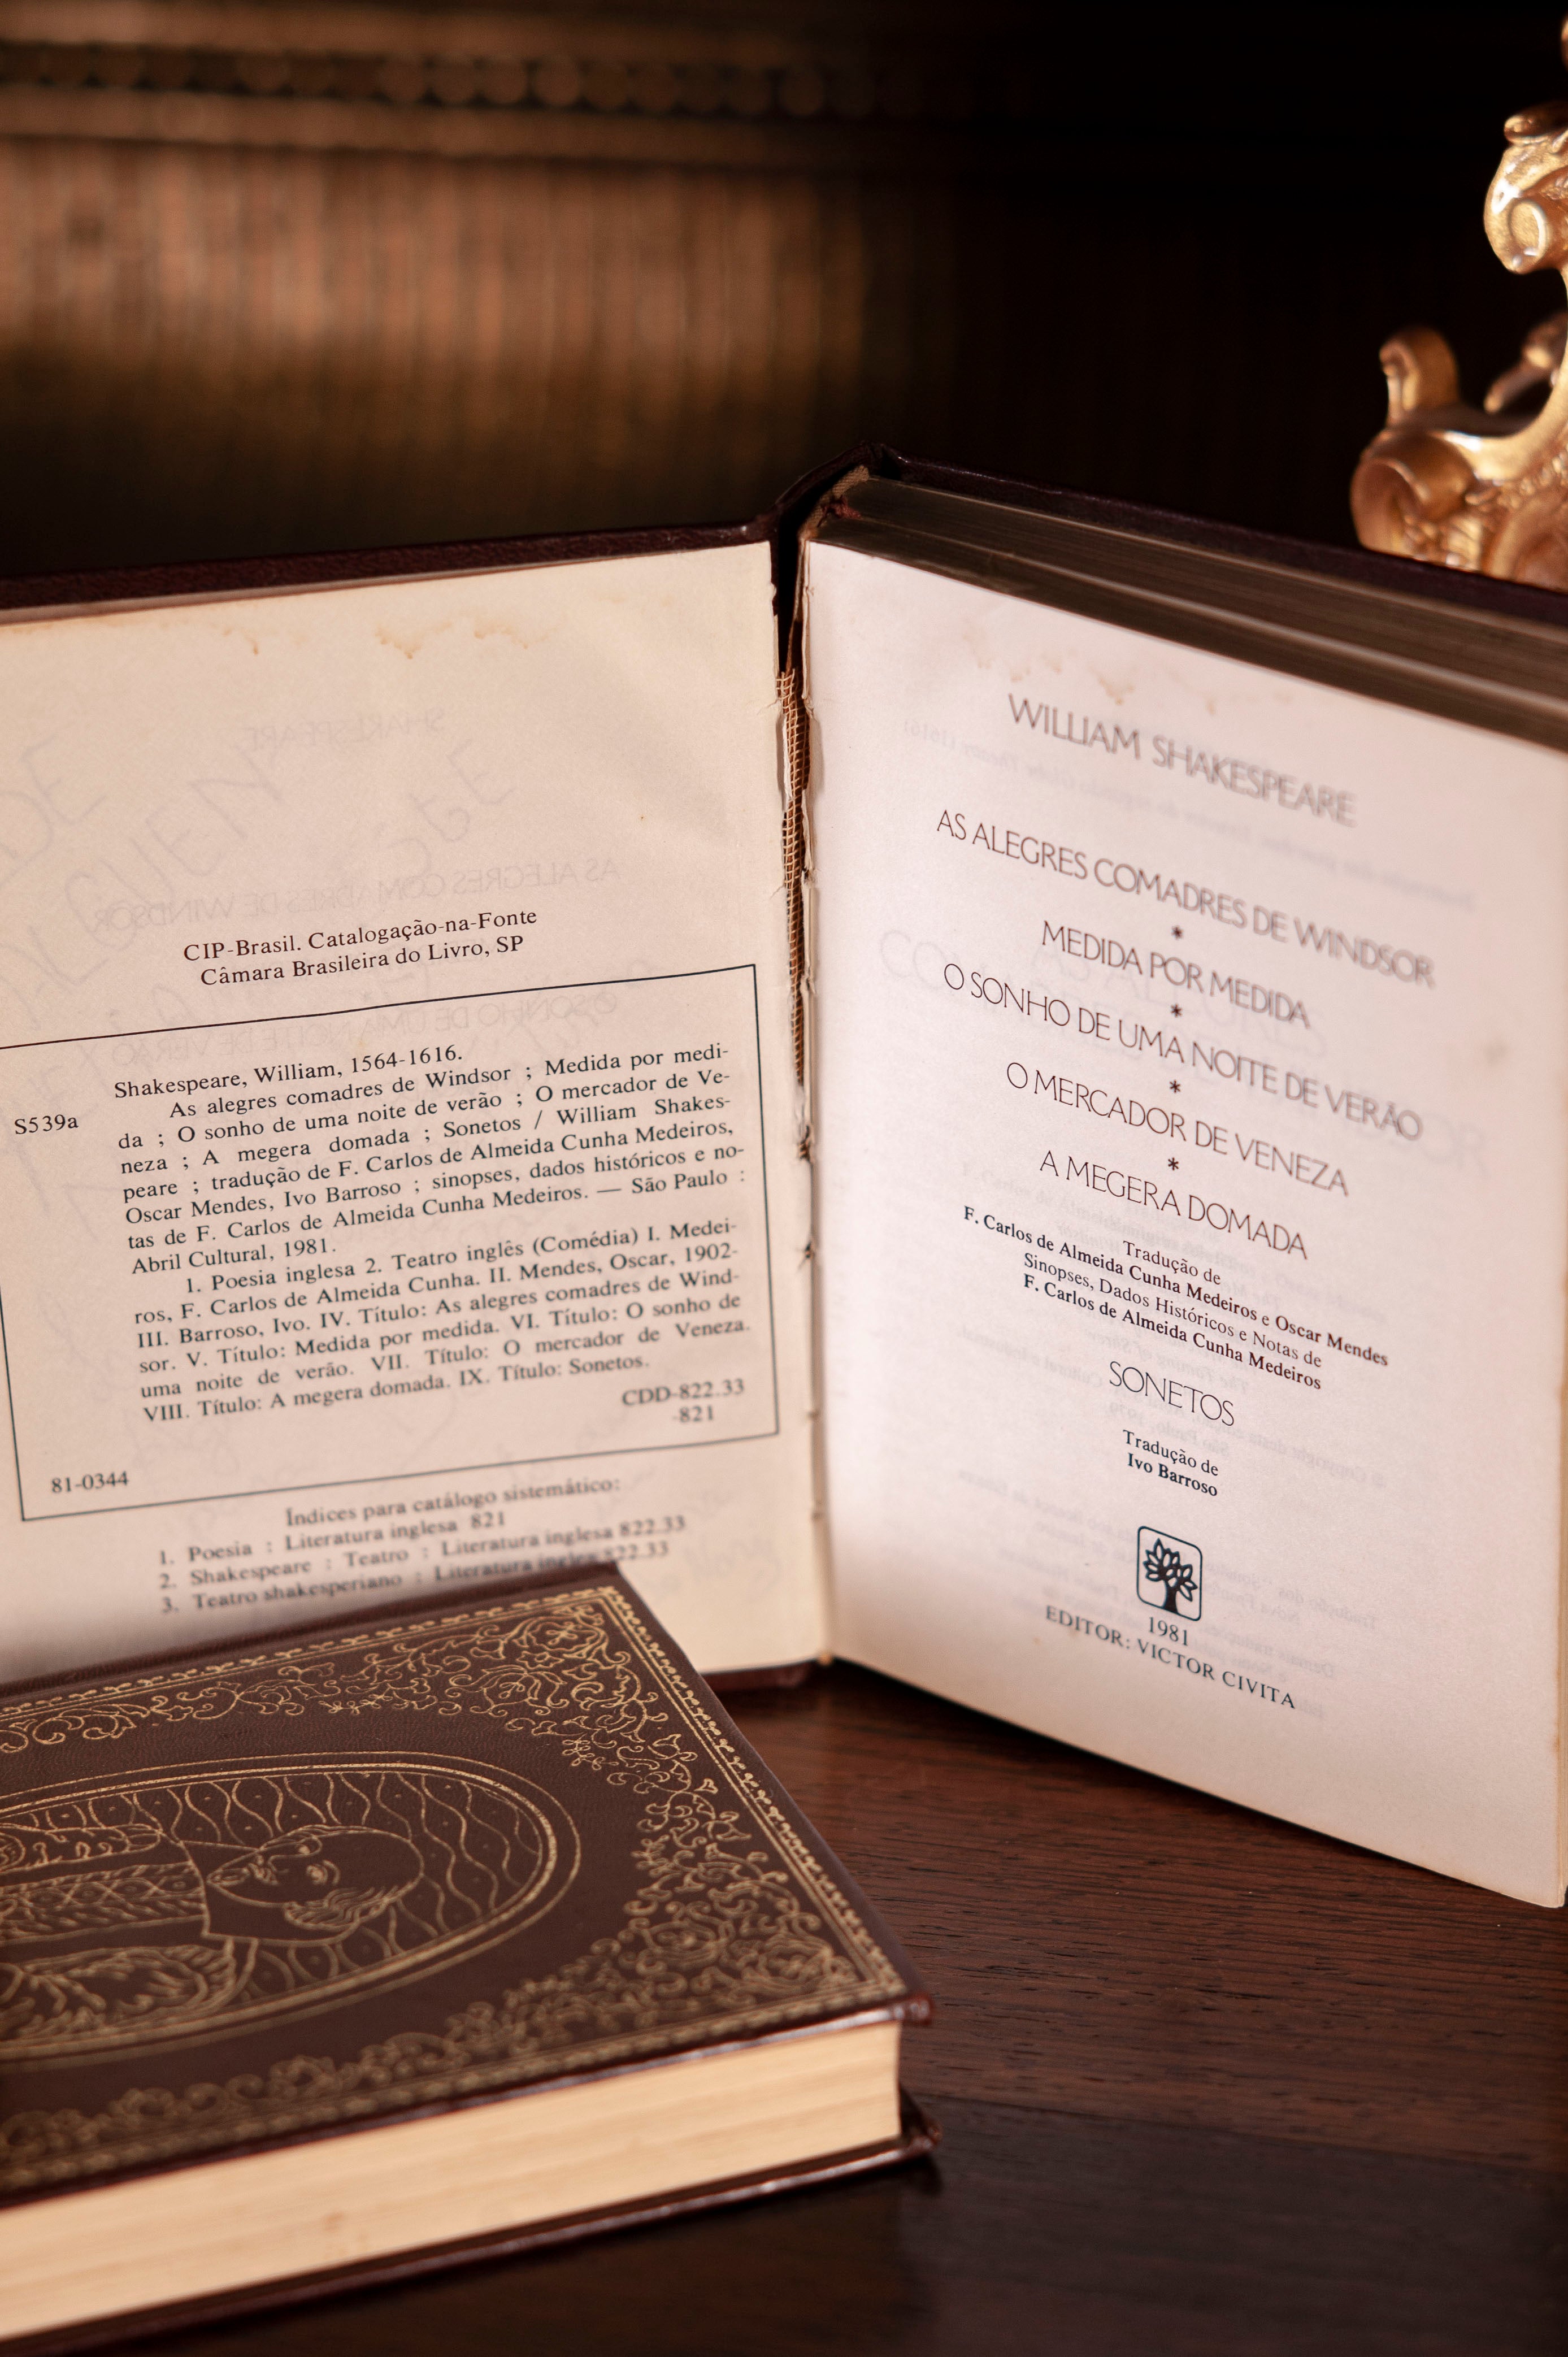 CIP-Brasil. Catalogação-na-Fonte
Câmara Brasileira do Livro, SP
Shakespeare, William, 1564-1616.
S539a
As alegres comadres de Windsor ; Medida por medi-
da ; O sonho de uma noite de verão ; O mercador de Ve-
neza ; A megera domada ; Sonetos / William Shakes-
peare ; tradução de F. Carlos de Almeida Cunha Medeiros,
Oscar Mendes, Ivo Barroso ; sinopses, dados históricos e no-
tas de F. Carlos de Almeida Cunha Medeiros. — São Paulo :
Abril Cultural, 1981.
1. Poesia inglesa 2. Teatro inglês (Comédia) I. Medei-
ros, F. Carlos de Almeida Cunha. II. Mendes, Oscar, 1902-
III. Barroso, Ivo. IV. Título: As alegres comadres de Wind-
sor. V. Título: Medida por medida. VI. Título: O sonho de
uma noite de verão. VII. Título: O mercador de Veneza.
VIII. Título: A megera domada. IX. Título: Sonetos.
CDD-822.33
-821
81-0344
Índices para catálogo sistemático:
1. Poesia : Literatura inglesa 821
2. Shakespeare : Teatro : Literatura inglesa 822.33
3. Teatro shakesperiano : Literatura inglesa 822.33
WILLIAM SHAKESPEARE
AS ALEGRES COMADRES DE WINDSOR
*
MEDIDA POR MEDIDA
*
O SONHO DE UMA NOITE DE VERÃO
*
O MERCADOR DE VENEZA
*
A MEGERA DOMADA
Tradução de
F. Carlos de Almeida Cunha Medeiros e Oscar Mendes
Sinopses, Dados Históricos e Notas de
F. Carlos de Almeida Cunha Medeiros
SONETOS
Tradução de
Ivo Barroso
1981
EDITOR: VICTOR CIVITA